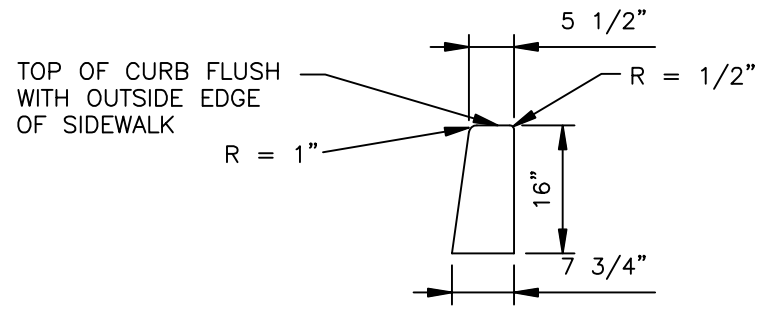 5 1/2”
TOP OF CURB FLUSH
WITH OUTSIDE EDGE
OF SIDEWALK
R = 1/2”
R = 1”
16”
7 3/4”